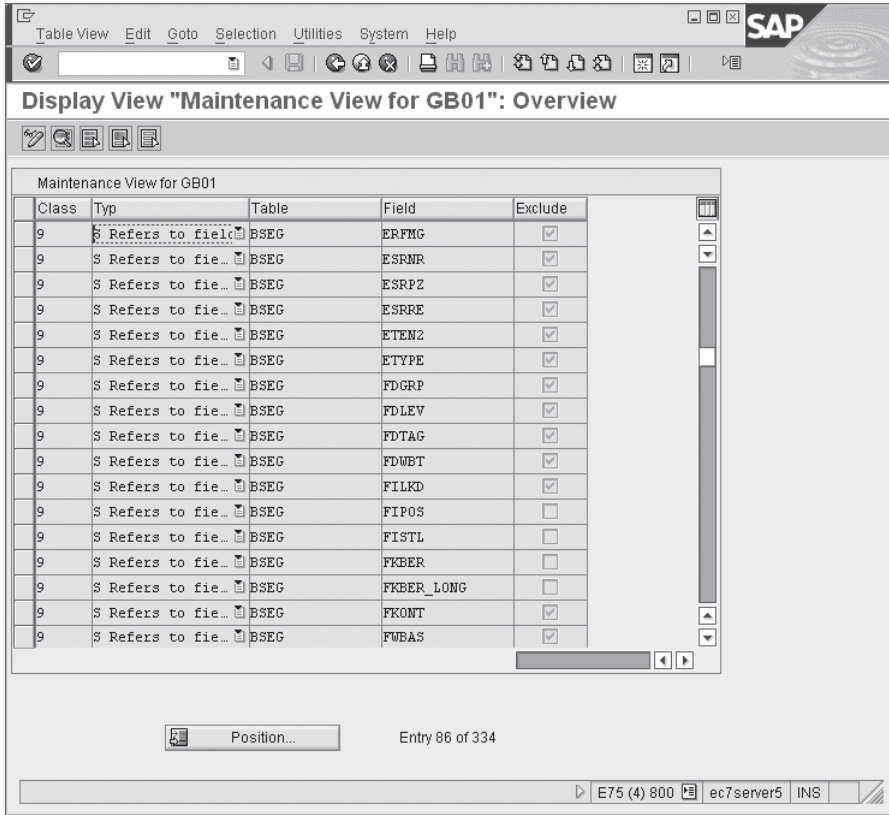 Table View Edit Goto Selection Utilities System Help
SAP
Display View "Maintenance View for GB01": Overview
Maintenance View for GB01
Class Typ Table Field Exclude
9 S Refers to field BSEG ERFMG
9 S Refers to fie… BSEG ESRNR
9 S Refers to fie… BSEG ESRPZ
9 S Refers to fie… BSEG ESRRE
9 S Refers to fie… BSEG ETEN2
9 S Refers to fie… BSEG ETYPE
9 S Refers to fie… BSEG FDGRP
9 S Refers to fie… BSEG FDLEV
9 S Refers to fie… BSEG FDTAG
9 S Refers to fie… BSEG FDWBT
9 S Refers to fie… BSEG FILKD
9 S Refers to fie… BSEG FIPOS
9 S Refers to fie… BSEG FISTL
9 S Refers to fie… BSEG FKBER
9 S Refers to fie… BSEG FKBER_LONG
9 S Refers to fie… BSEG FKONT
9 S Refers to fie… BSEG FWBAS
Position... Entry 86 of 334
E75 (4) 800 ec7server5 INS